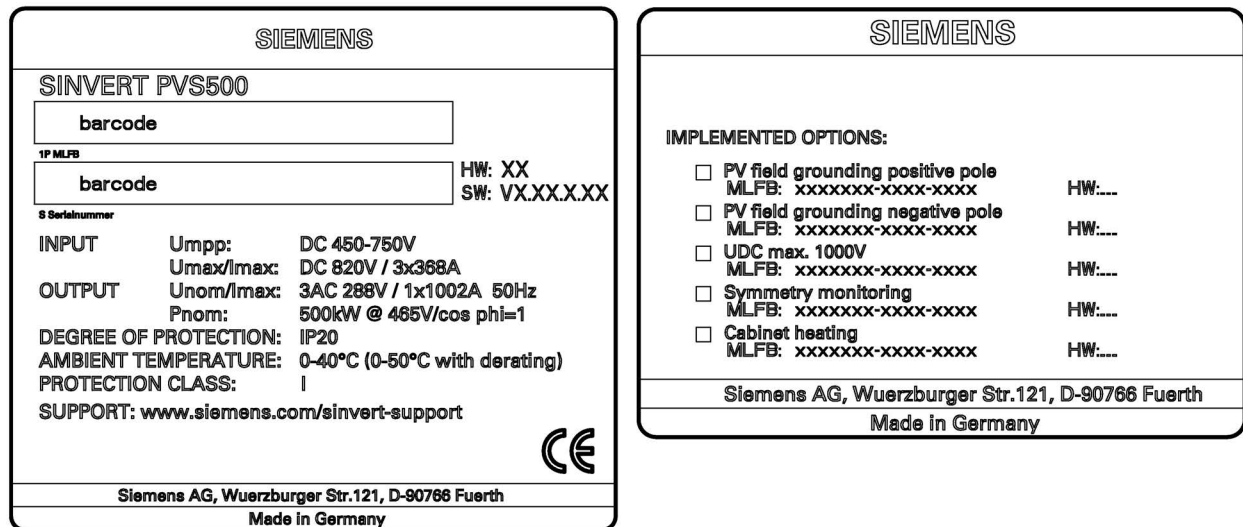 SIEMENS
SINVERT PVS500
barcode
1P MLFB
barcode
HW: XX
SW: VX.XX.X.XX
S Serialnummer
INPUT Umpp: DC 450-750V
Umax/Imax: DC 820V / 3x368A
OUTPUT Unom/Imax: 3AC 288V / 1x1002A 50Hz
Pnom: 500kW @ 465V/cos phi=1
DEGREE OF PROTECTION: IP20
AMBIENT TEMPERATURE: 0-40°C (0-50°C with derating)
PROTECTION CLASS: I
SUPPORT: www.siemens.com/sinvert-support
CE
Siemens AG, Wuerzburger Str.121, D-90766 Fuerth
Made in Germany
SIEMENS
IMPLEMENTED OPTIONS:
PV field grounding positive pole
MLFB: xxxxxxx-xxxx-xxxx HW:...
PV field grounding negative pole
MLFB: xxxxxxx-xxxx-xxxx HW:...
UDC max. 1000V
MLFB: xxxxxxx-xxxx-xxxx HW:...
Symmetry monitoring
MLFB: xxxxxxx-xxxx-xxxx HW:...
Cabinet heating
MLFB: xxxxxxx-xxxx-xxxx HW:...
Siemens AG, Wuerzburger Str.121, D-90766 Fuerth
Made in Germany